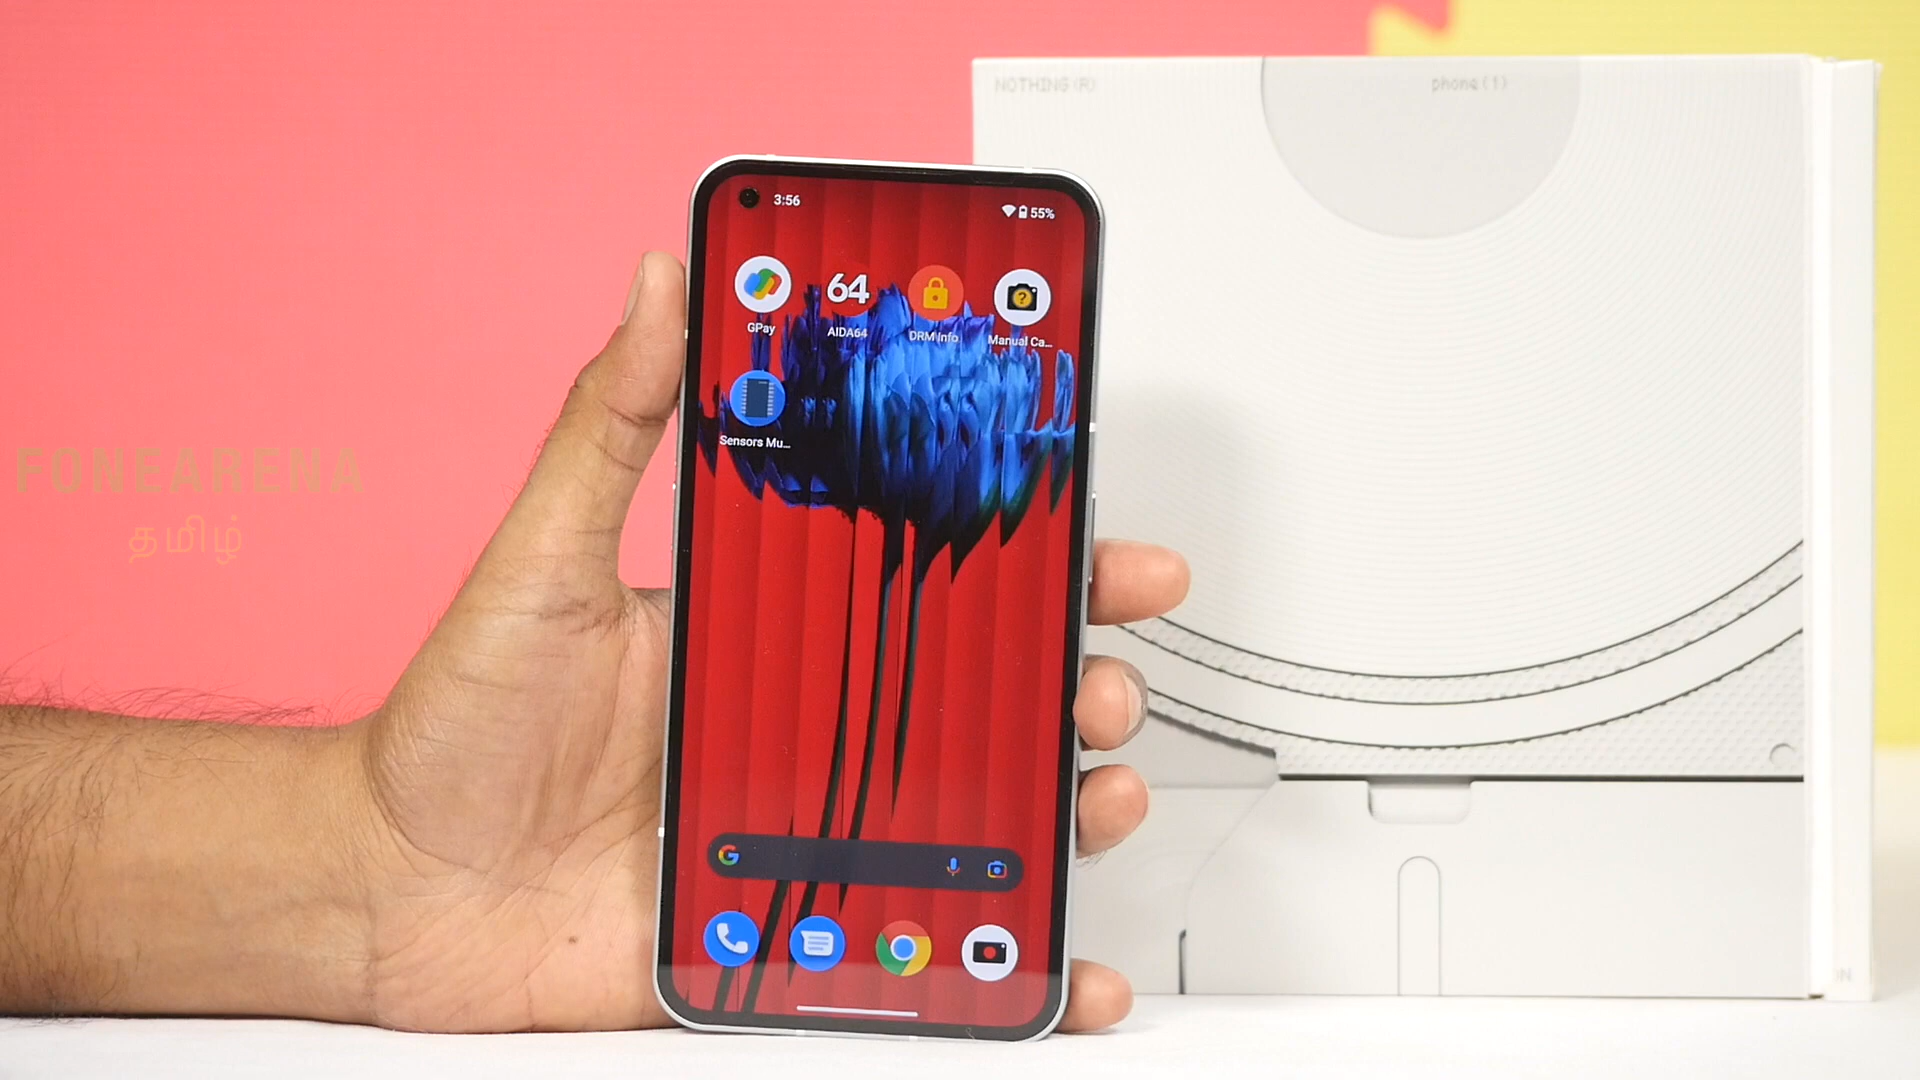 NOTHING (R)
phone (1)
3:56
55%
64
GPay
AIDA64
DRM Info
Manual Ca...
Sensors Mu...
G
FONEARENA
தமிழ்